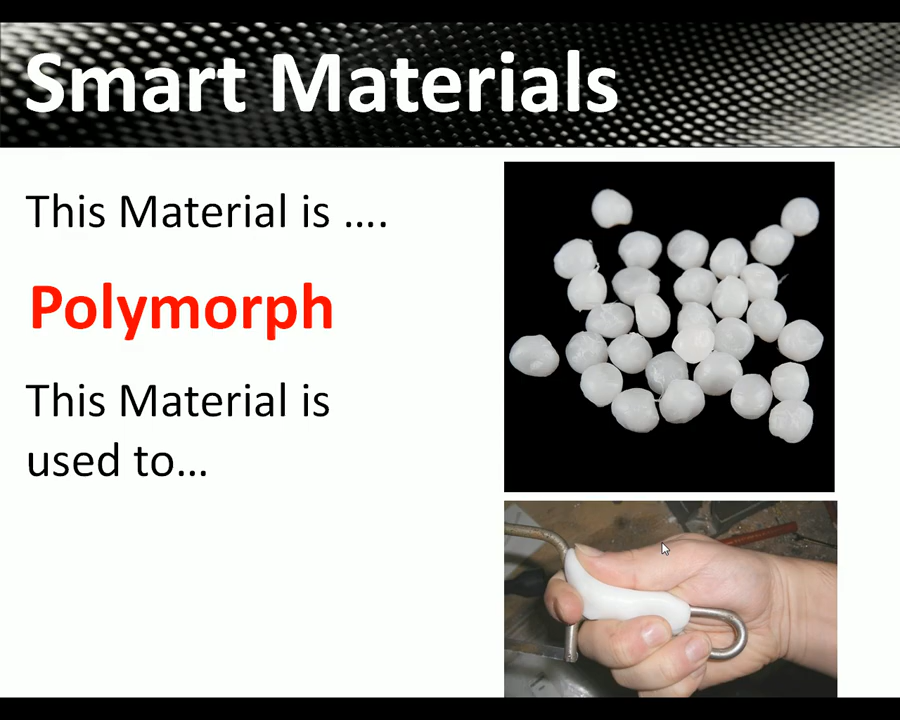 Smart Materials
This Material is ....
Polymorph
This Material is
used to...